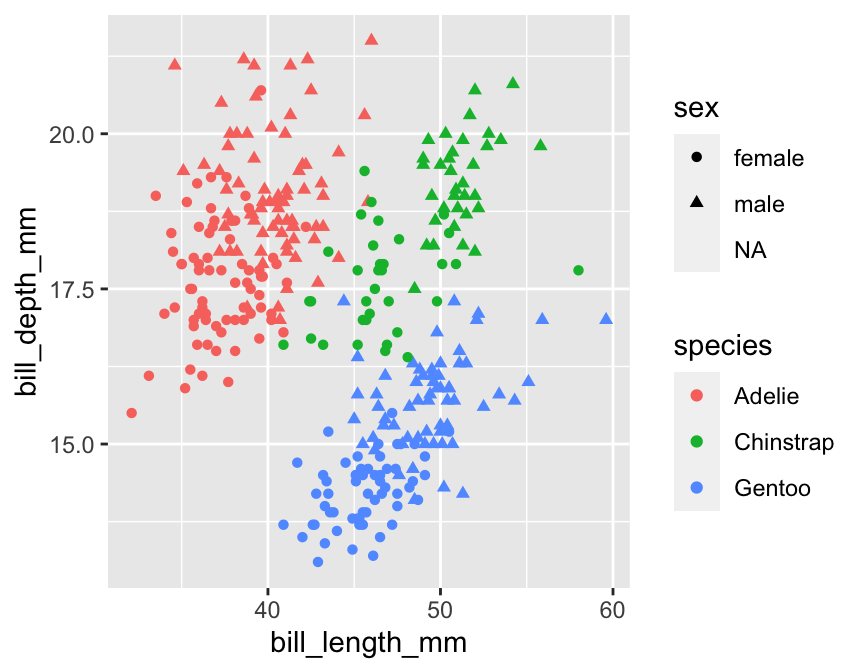 20.0
17.5
15.0
bill_depth_mm
40
50
60
bill_length_mm
sex
female
male
NA
species
Adelie
Chinstrap
Gentoo